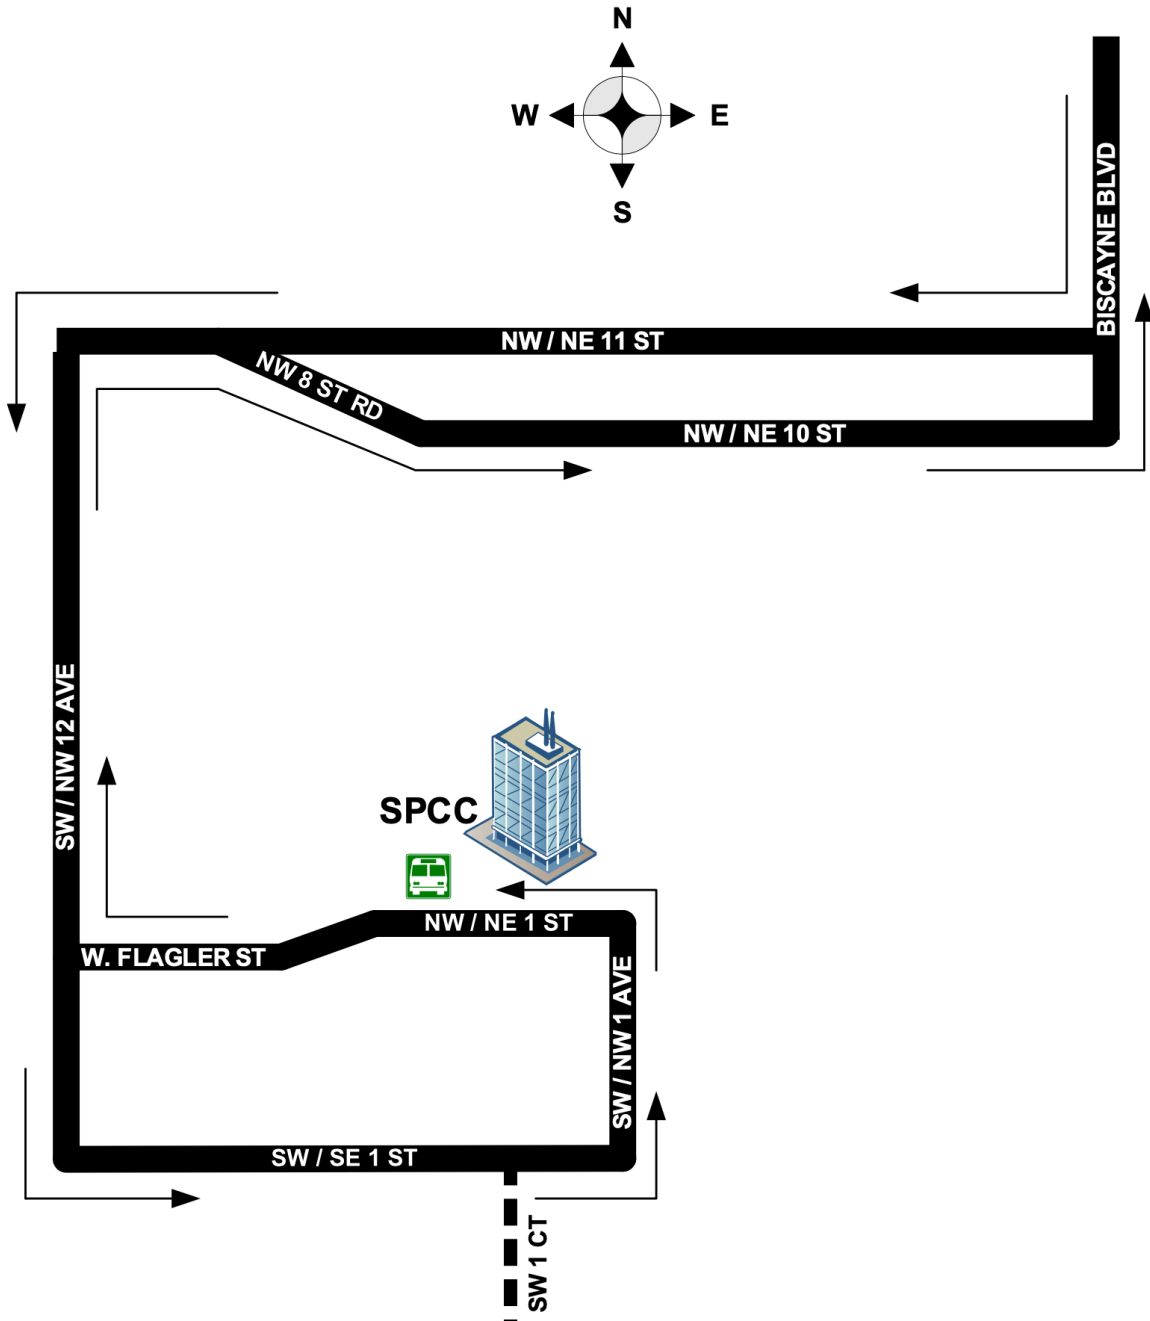 N
W
E
S
BISCAYNE BLVD
NW / NE 11 ST
NW 8 ST RD
NW / NE 10 ST
SW / NW 12 AVE
SPCC
NW / NE 1 ST
W. FLAGLER ST
SW / NW 1 AVE
SW / SE 1 ST
SW 1 CT